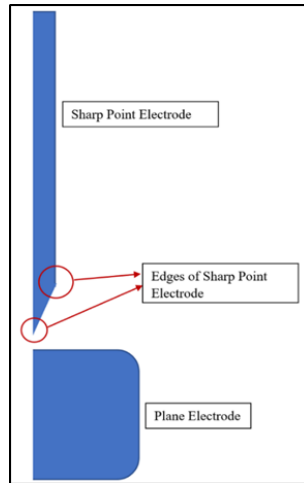 Sharp Point Electrode
Edges of Sharp Point
Electrode
Plane Electrode